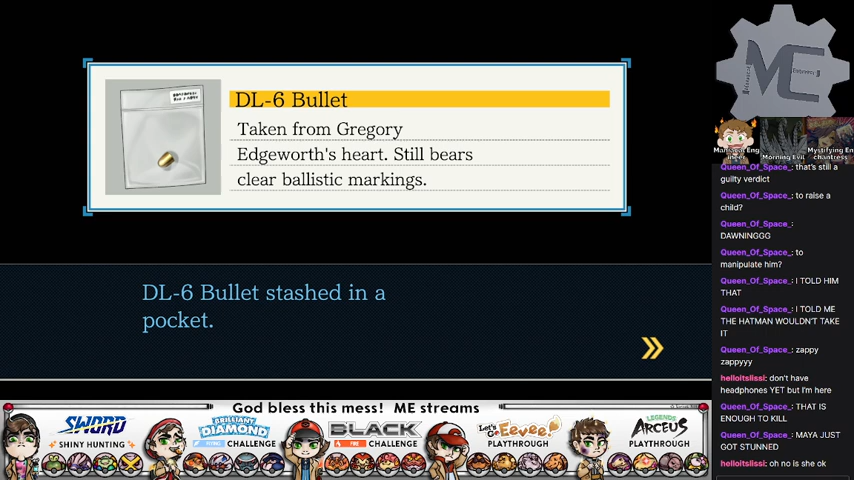 DL-6 Bullet
Taken from Gregory
Edgeworth's heart. Still bears
clear ballistic markings.
DL-6 Bullet stashed in a
pocket.
God bless this mess! ME streams
SWORD
SHINY HUNTING
BRILLIANT
DIAMOND
CHALLENGE
BLACK
FIRE CHALLENGE
Let's Go Eevee!
PLAYTHROUGH
LEGENDS
ARCEUS
PLAYTHROUGH
ME
Morning Evil
Mystifying En
chantress
Queen_Of_Space_: that's still a
guilty verdict
Queen_Of_Space_: to raise a
child?
Queen_Of_Space_:
DAWNINGGG
Queen_Of_Space_: to
manipulate him?
Queen_Of_Space_: I TOLD HIM
THAT
Queen_Of_Space_: I TOLD ME
THE HATMAN WOULDN'T TAKE
IT
Queen_Of_Space_: zappy
zappyyy
helloitslissi: don't have
headphones YET but I'm here
Queen_Of_Space_: THAT IS
ENOUGH TO KILL
Queen_Of_Space_: MAYA JUST
GOT STUNNED
helloitslissi: oh no is she ok